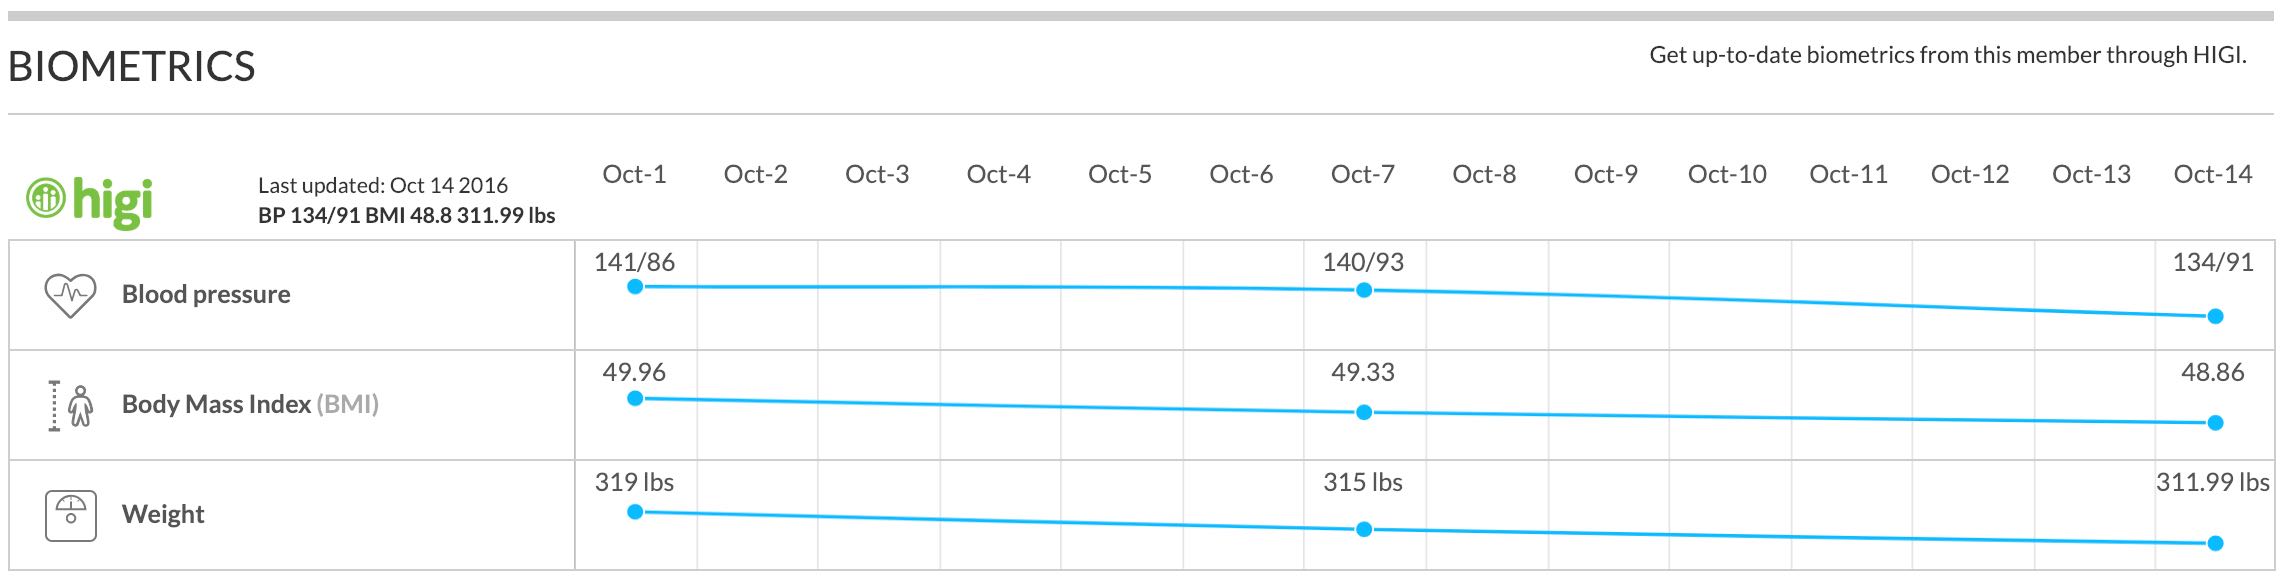 BIOMETRICS
Get up-to-date biometrics from this member through HIGI.
higi
Last updated: Oct 14 2016
BP 134/91 BMI 48.8 311.99 lbs
Oct-1 Oct-2 Oct-3 Oct-4 Oct-5 Oct-6 Oct-7 Oct-8 Oct-9 Oct-10 Oct-11 Oct-12 Oct-13 Oct-14
Blood pressure
141/86 140/93 134/91
Body Mass Index (BMI)
49.96 49.33 48.86
Weight
319 lbs 315 lbs 311.99 lbs